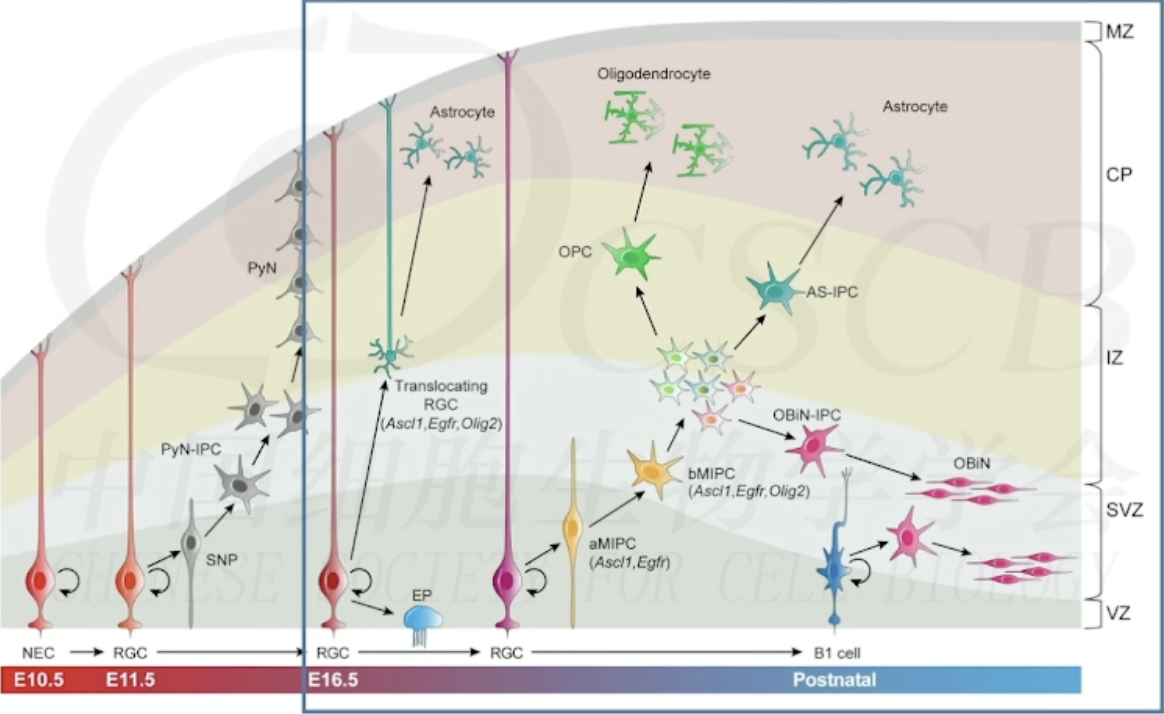 MZ
Oligodendrocyte
Astrocyte
Astrocyte
CP
PyN
OPC
AS-IPC
IZ
Translocating
RGC
(Ascl1,Egfr,Olig2)
OBiN-IPC
PyN-IPC
OBiN
bMIPC
(Ascl1,Egfr,Olig2)
SVZ
SNP
aMIPC
(Ascl1,Egfr)
EP
VZ
NEC
RGC
RGC
RGC
B1 cell
E10.5
E11.5
E16.5
Postnatal
CSCB
中国细胞生物学学会
CHINESE SOCIETY FOR CELL BIOLOGY